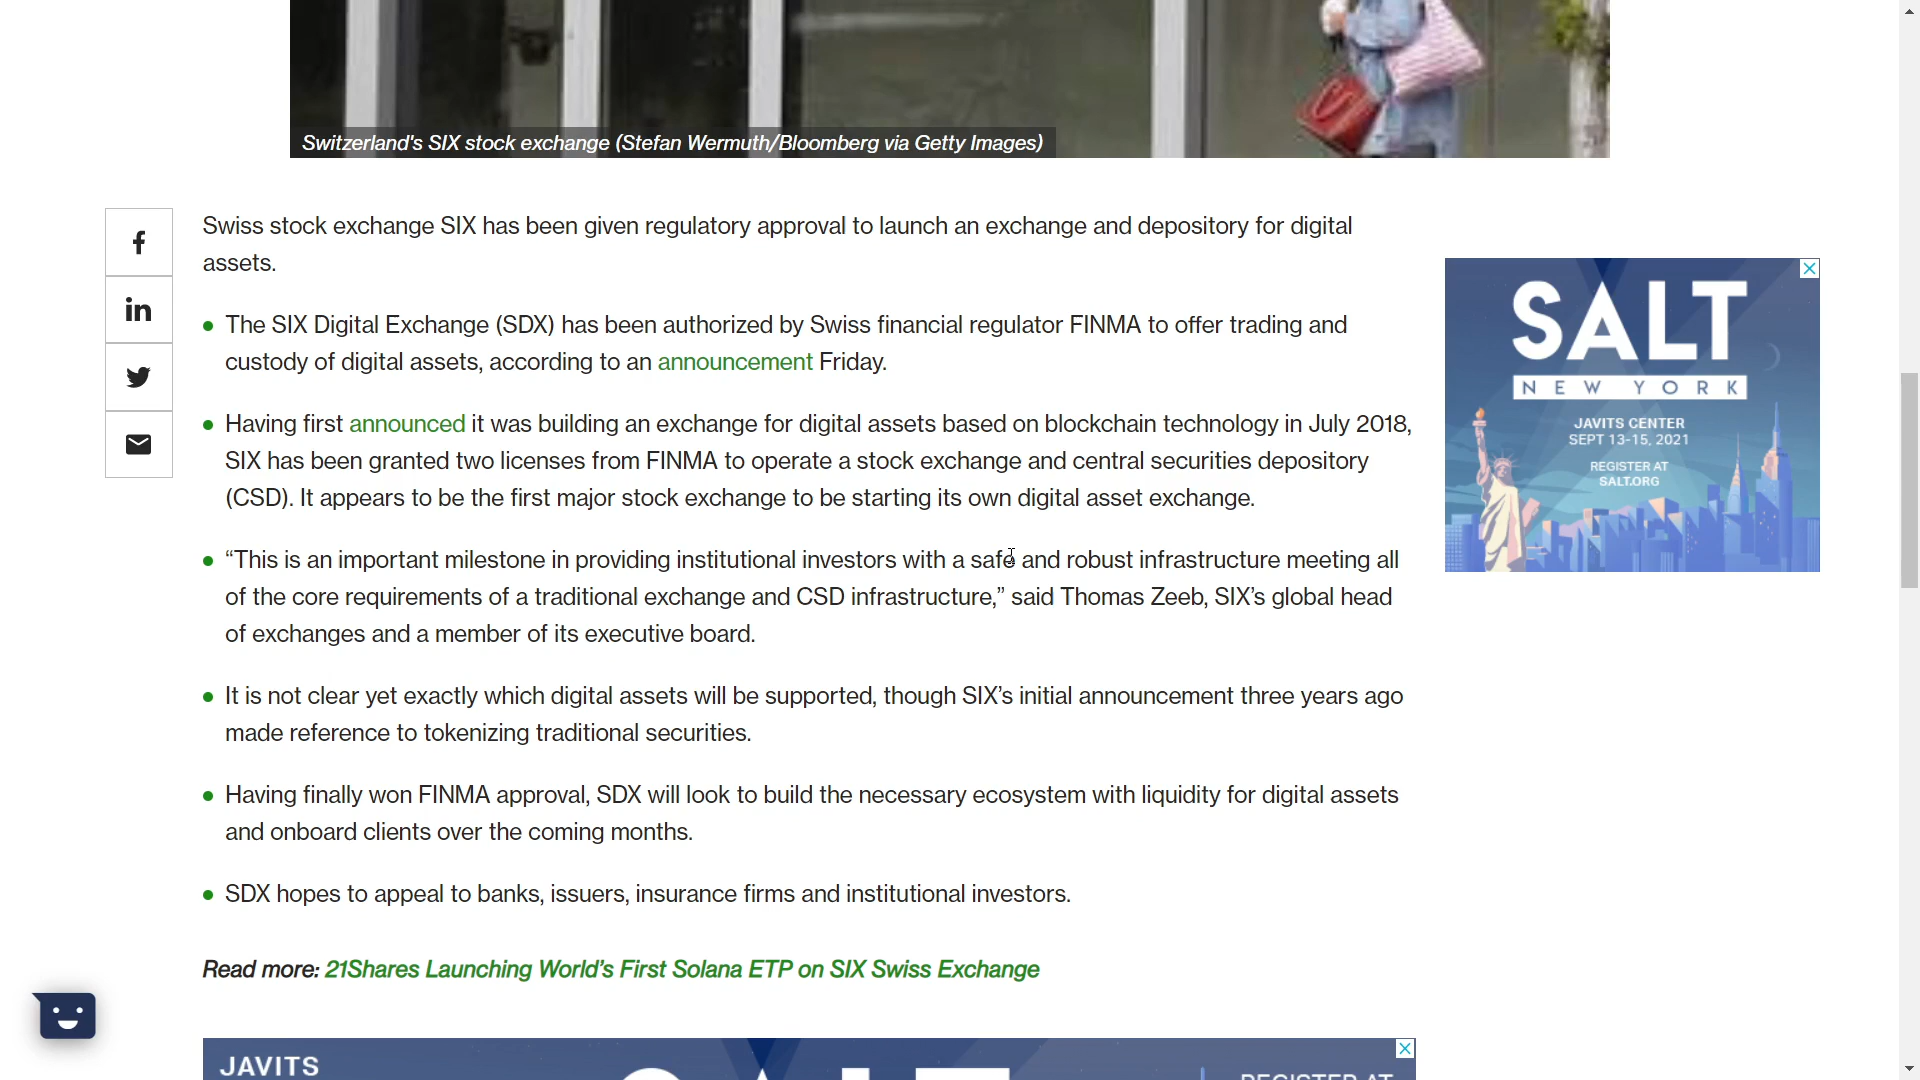 Switzerland's SIX stock exchange (Stefan Wermuth/Bloomberg via Getty Images)
Swiss stock exchange SIX has been given regulatory approval to launch an exchange and depository for digital
assets.
The SIX Digital Exchange (SDX) has been authorized by Swiss financial regulator FINMA to offer trading and
custody of digital assets, according to an announcement Friday.
Having first announced it was building an exchange for digital assets based on blockchain technology in July 2018,
SIX has been granted two licenses from FINMA to operate a stock exchange and central securities depository
(CSD). It appears to be the first major stock exchange to be starting its own digital asset exchange.
“This is an important milestone in providing institutional investors with a safe and robust infrastructure meeting all
of the core requirements of a traditional exchange and CSD infrastructure,” said Thomas Zeeb, SIX’s global head
of exchanges and a member of its executive board.
It is not clear yet exactly which digital assets will be supported, though SIX’s initial announcement three years ago
made reference to tokenizing traditional securities.
Having finally won FINMA approval, SDX will look to build the necessary ecosystem with liquidity for digital assets
and onboard clients over the coming months.
SDX hopes to appeal to banks, issuers, insurance firms and institutional investors.
Read more: 21Shares Launching World’s First Solana ETP on SIX Swiss Exchange
SALT
NEW YORK
JAVITS CENTER
SEPT 13-15, 2021
REGISTER AT
SALT.ORG
JAVITS
SALT
REGISTER AT